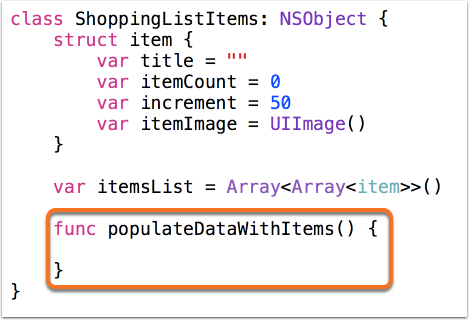 class ShoppingListItems: NSObject {
    struct item {
        var title = ""
        var itemCount = 0
        var increment = 50
        var itemImage = UIImage()
    }
    var itemsList = Array<Array<item>>()
    func populateDataWithItems() {
    }
}